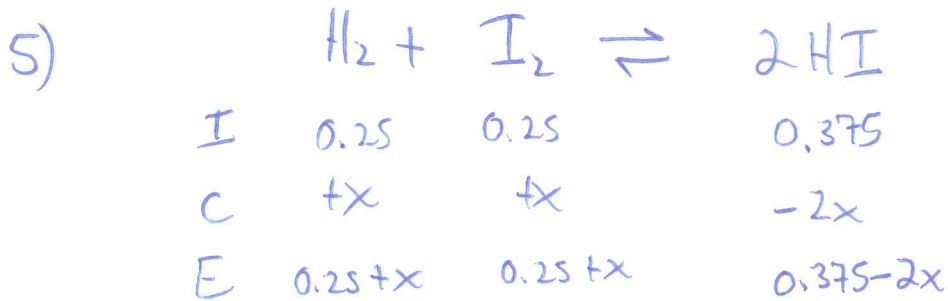 5) H₂ + I₂ ⇌ 2HI
I 0.25 0.25 0.375
C +x +x -2x
E 0.25+x 0.25+x 0.375-2x